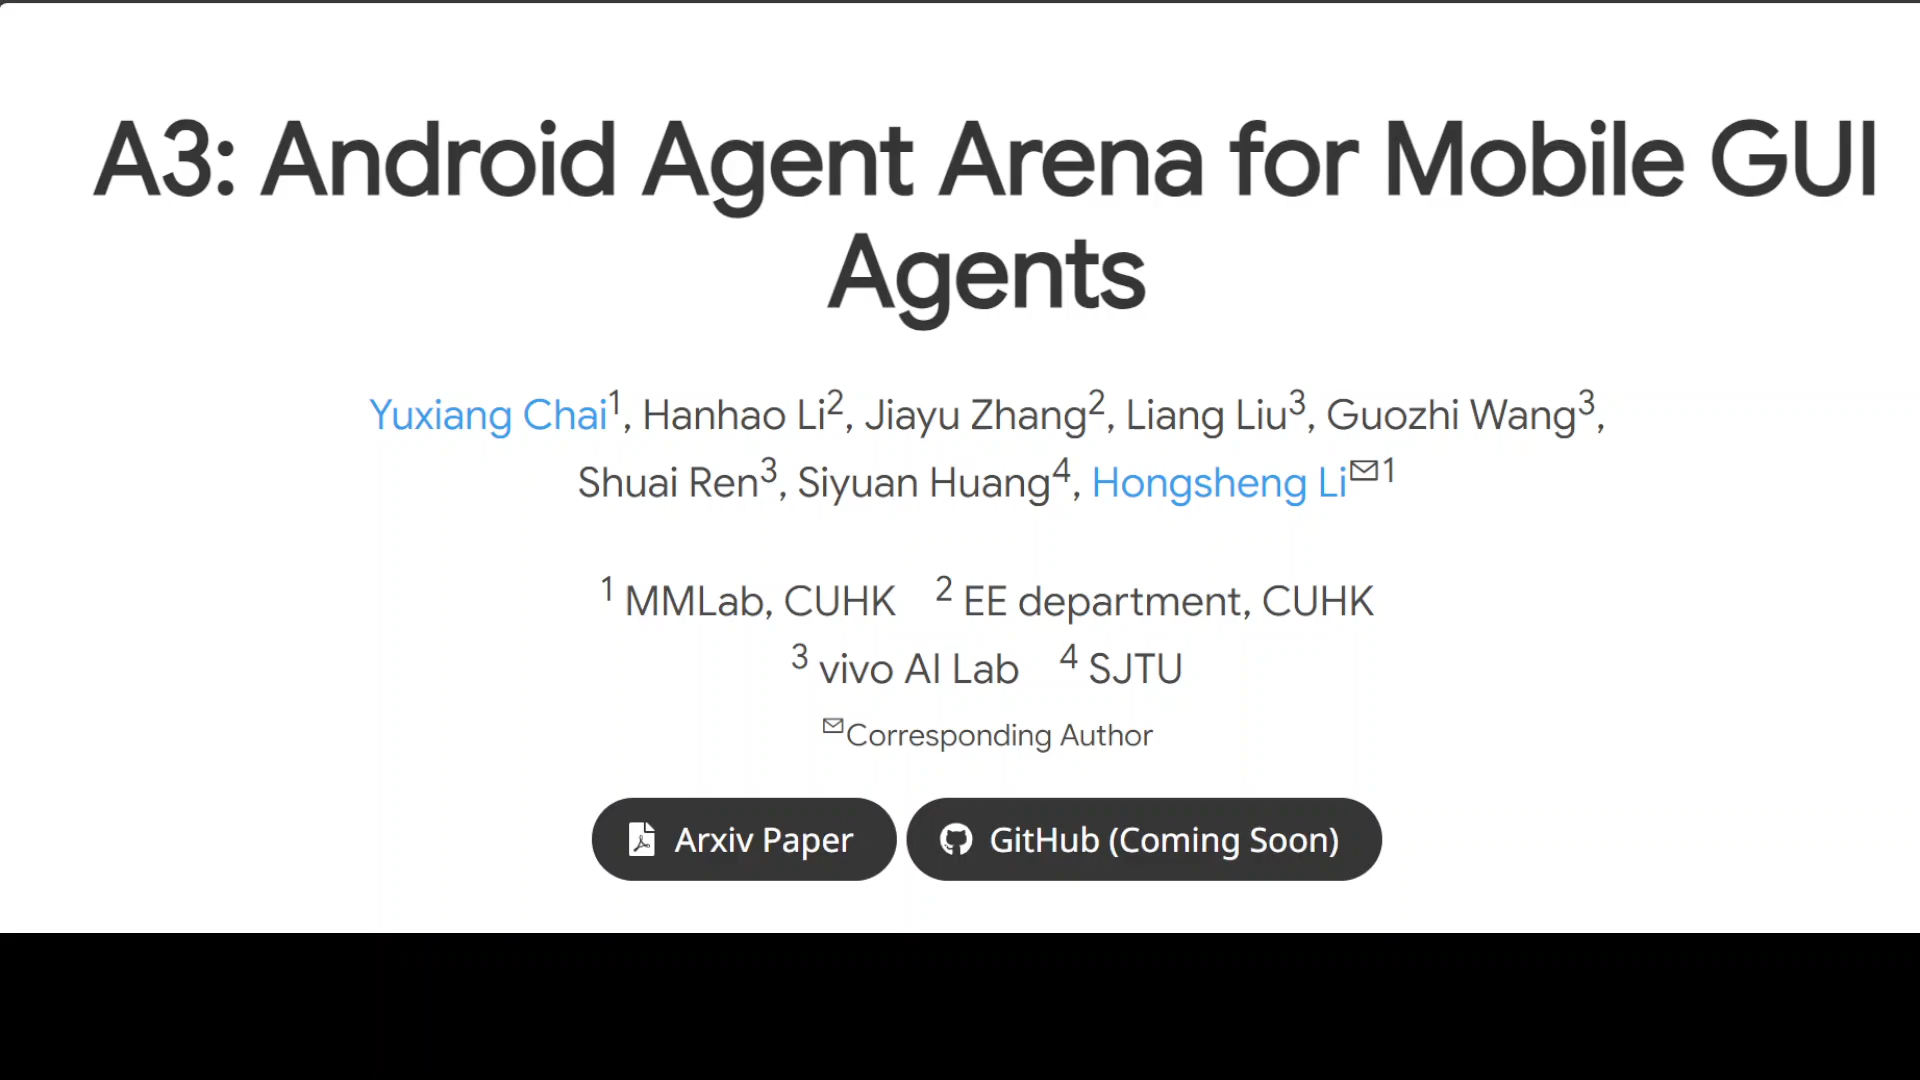 A3: Android Agent Arena for Mobile GUI
Agents
Yuxiang Chai¹, Hanhao Li², Jiayu Zhang², Liang Liu³, Guozhi Wang³,
Shuai Ren³, Siyuan Huang⁴, Hongsheng Li✉1
¹ MMLab, CUHK ² EE department, CUHK
³ vivo AI Lab ⁴ SJTU
✉Corresponding Author
Arxiv Paper GitHub (Coming Soon)